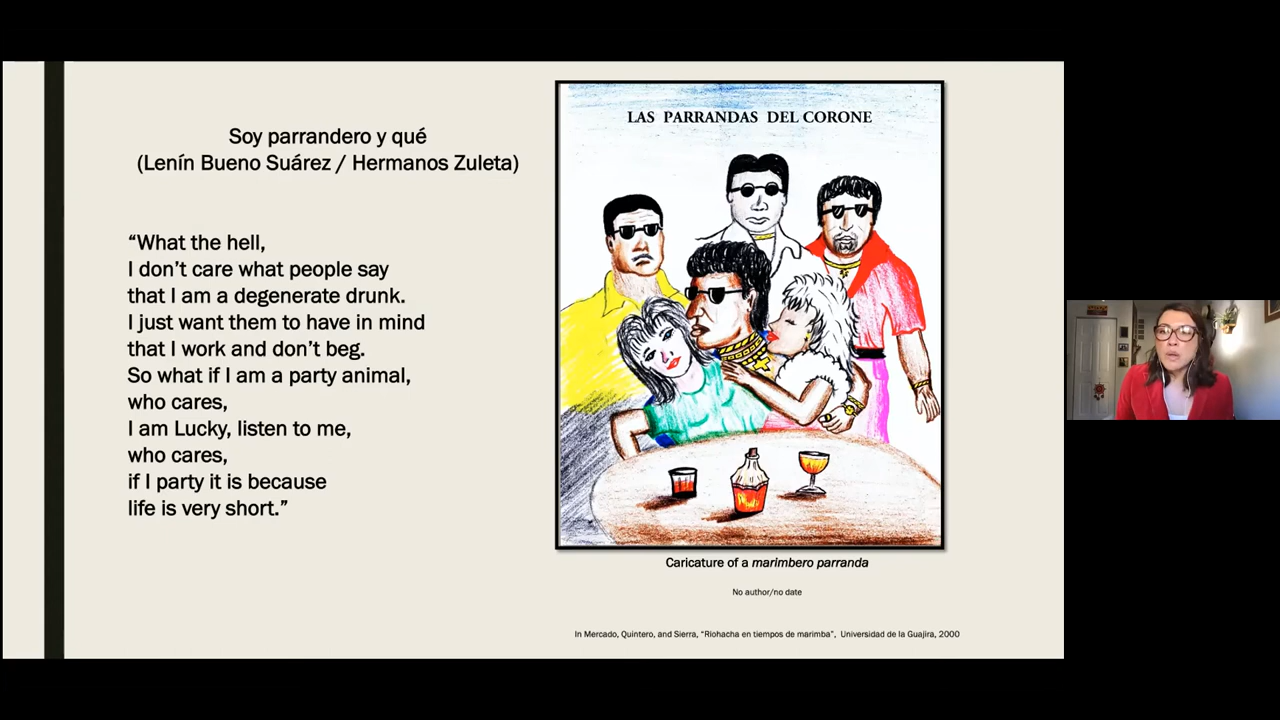 Soy parrandero y qué
(Lenín Bueno Suárez / Hermanos Zuleta)
“What the hell,
I don’t care what people say
that I am a degenerate drunk.
I just want them to have in mind
that I work and don’t beg.
So what if I am a party animal,
who cares,
I am Lucky, listen to me,
who cares,
if I party it is because
life is very short.”
LAS PARRANDAS DEL CORONE
Caricature of a marimbero parranda
No author/no date
In Mercado, Quintero, and Sierra, “Riohacha en tiempos de marimba”, Universidad de la Guajira, 2000